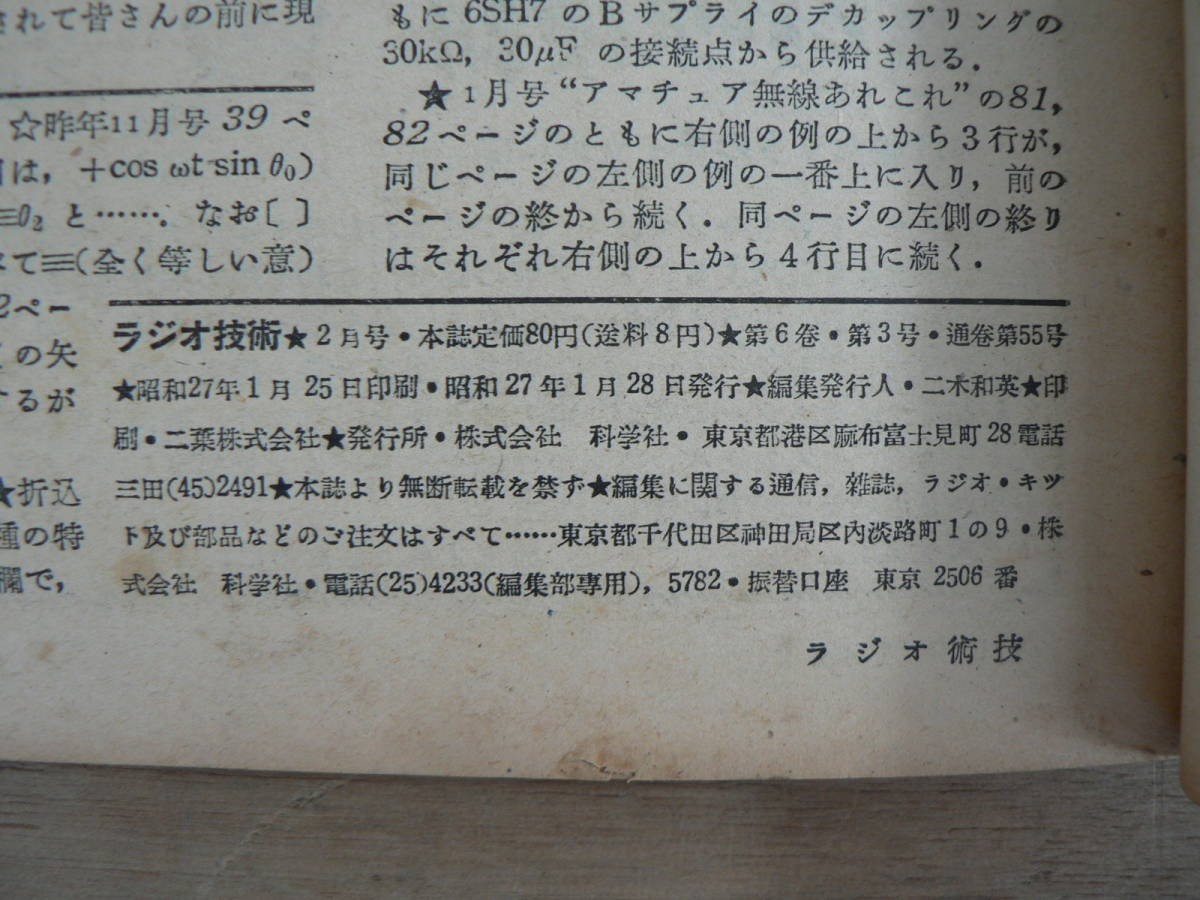 されて皆さんの前に現
☆昨年11月号39ペ
は，+cos ωt sin θ₀)
≡θ₂ と……．なお〔 〕
て≡(全く等しい意)
2ペー
の矢
るが
★折込
種の特
欄で，
もに 6SH7 のBサプライのデカップリングの
30kΩ，30μF の接続点から供給される．
★1月号“アマチュア無線あれこれ”の81，
82ページのともに右側の例の上から3行が，
同じページの左側の例の一番上に入り，前の
ページの終から続く．同ページの左側の終り
はそれぞれ右側の上から4行目に続く．
ラジオ技術★2月号・本誌定価80円(送料8円)★第6巻・第3号・通巻第55号
★昭和27年1月25日印刷・昭和27年1月28日発行★編集発行人・二木和英★印
刷・二葉株式会社★発行所・株式会社 科学社・東京都港区麻布富士見町28電話
三田(45)2491★本誌より無断転載を禁ず★編集に関する通信，雑誌，ラジオ・キツ
ト及び部品などのご注文はすべて……東京都千代田区神田局区内淡路町1の9・株
式会社 科学社・電話(25)4233(編集部専用)，5782・振替口座 東京 2506 番
ラジオ術技